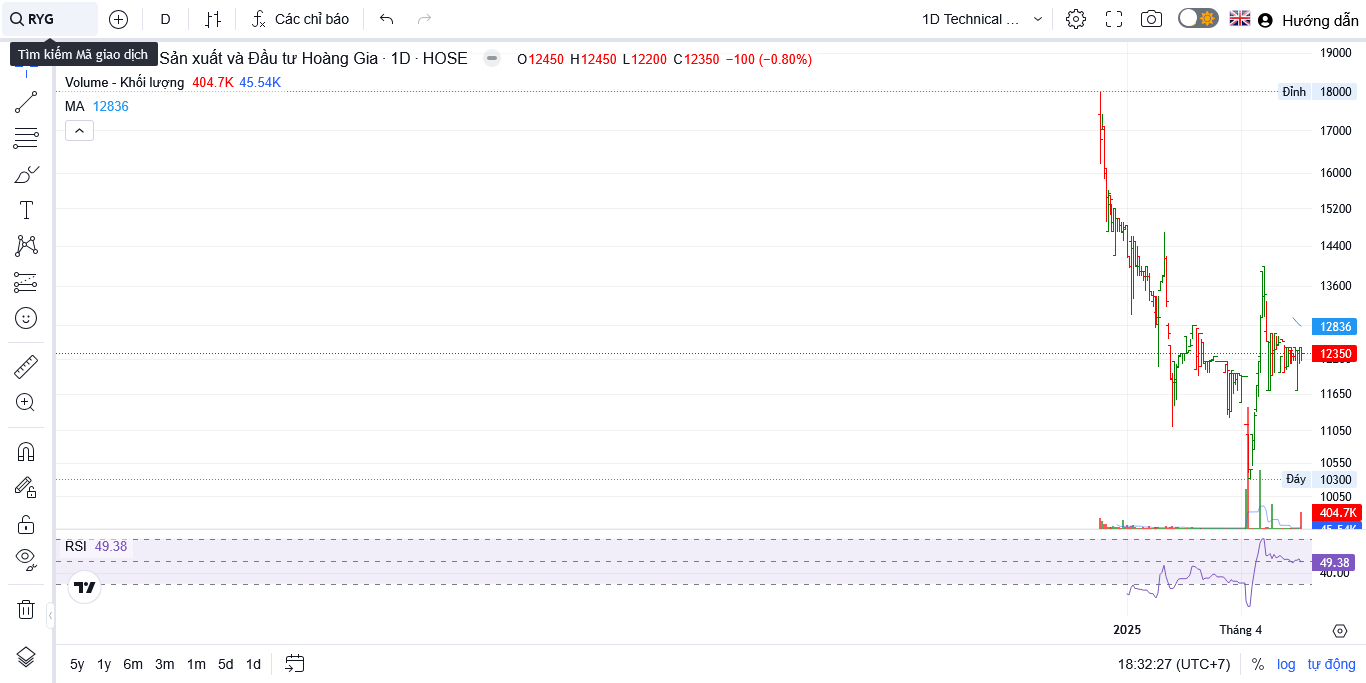 RYG D Các chỉ báo 1D Technical ... Hướng dẫn
Tìm kiếm Mã giao dịch
Sản xuất và Đầu tư Hoàng Gia · 1D · HOSE O12450 H12450 L12200 C12350 −100 (−0.80%)
Volume - Khối lượng 404.7K 45.54K
MA 12836
19000
Đỉnh 18000
17000
16000
15200
14400
13600
12836
12350
11650
11050
10550
Đáy 10300
10050
404.7K
45.54K
RSI 49.38
49.38
40.00
2025 Tháng 4
5y 1y 6m 3m 1m 5d 1d 18:32:27 (UTC+7) % log tự động